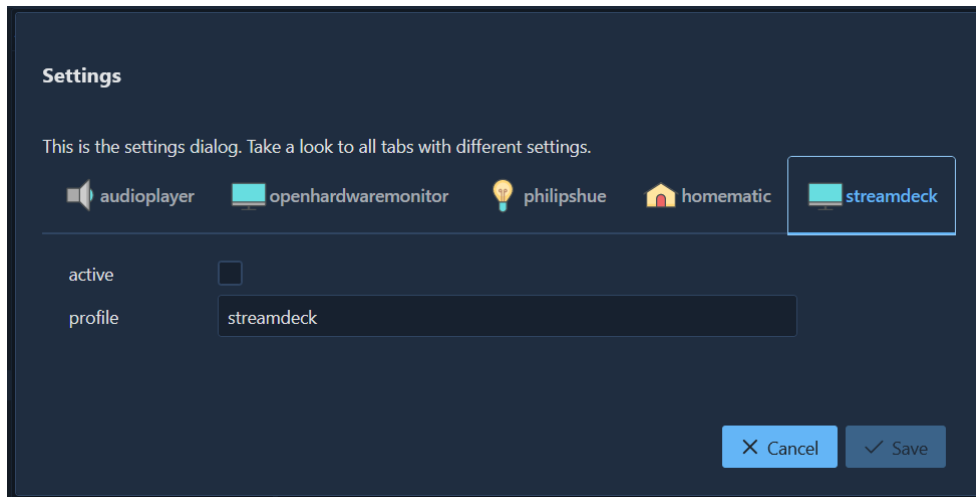 Settings
This is the settings dialog. Take a look to all tabs with different settings.
audioplayer openhardwaremonitor philipshue homematic streamdeck
active
profile streamdeck
Cancel Save